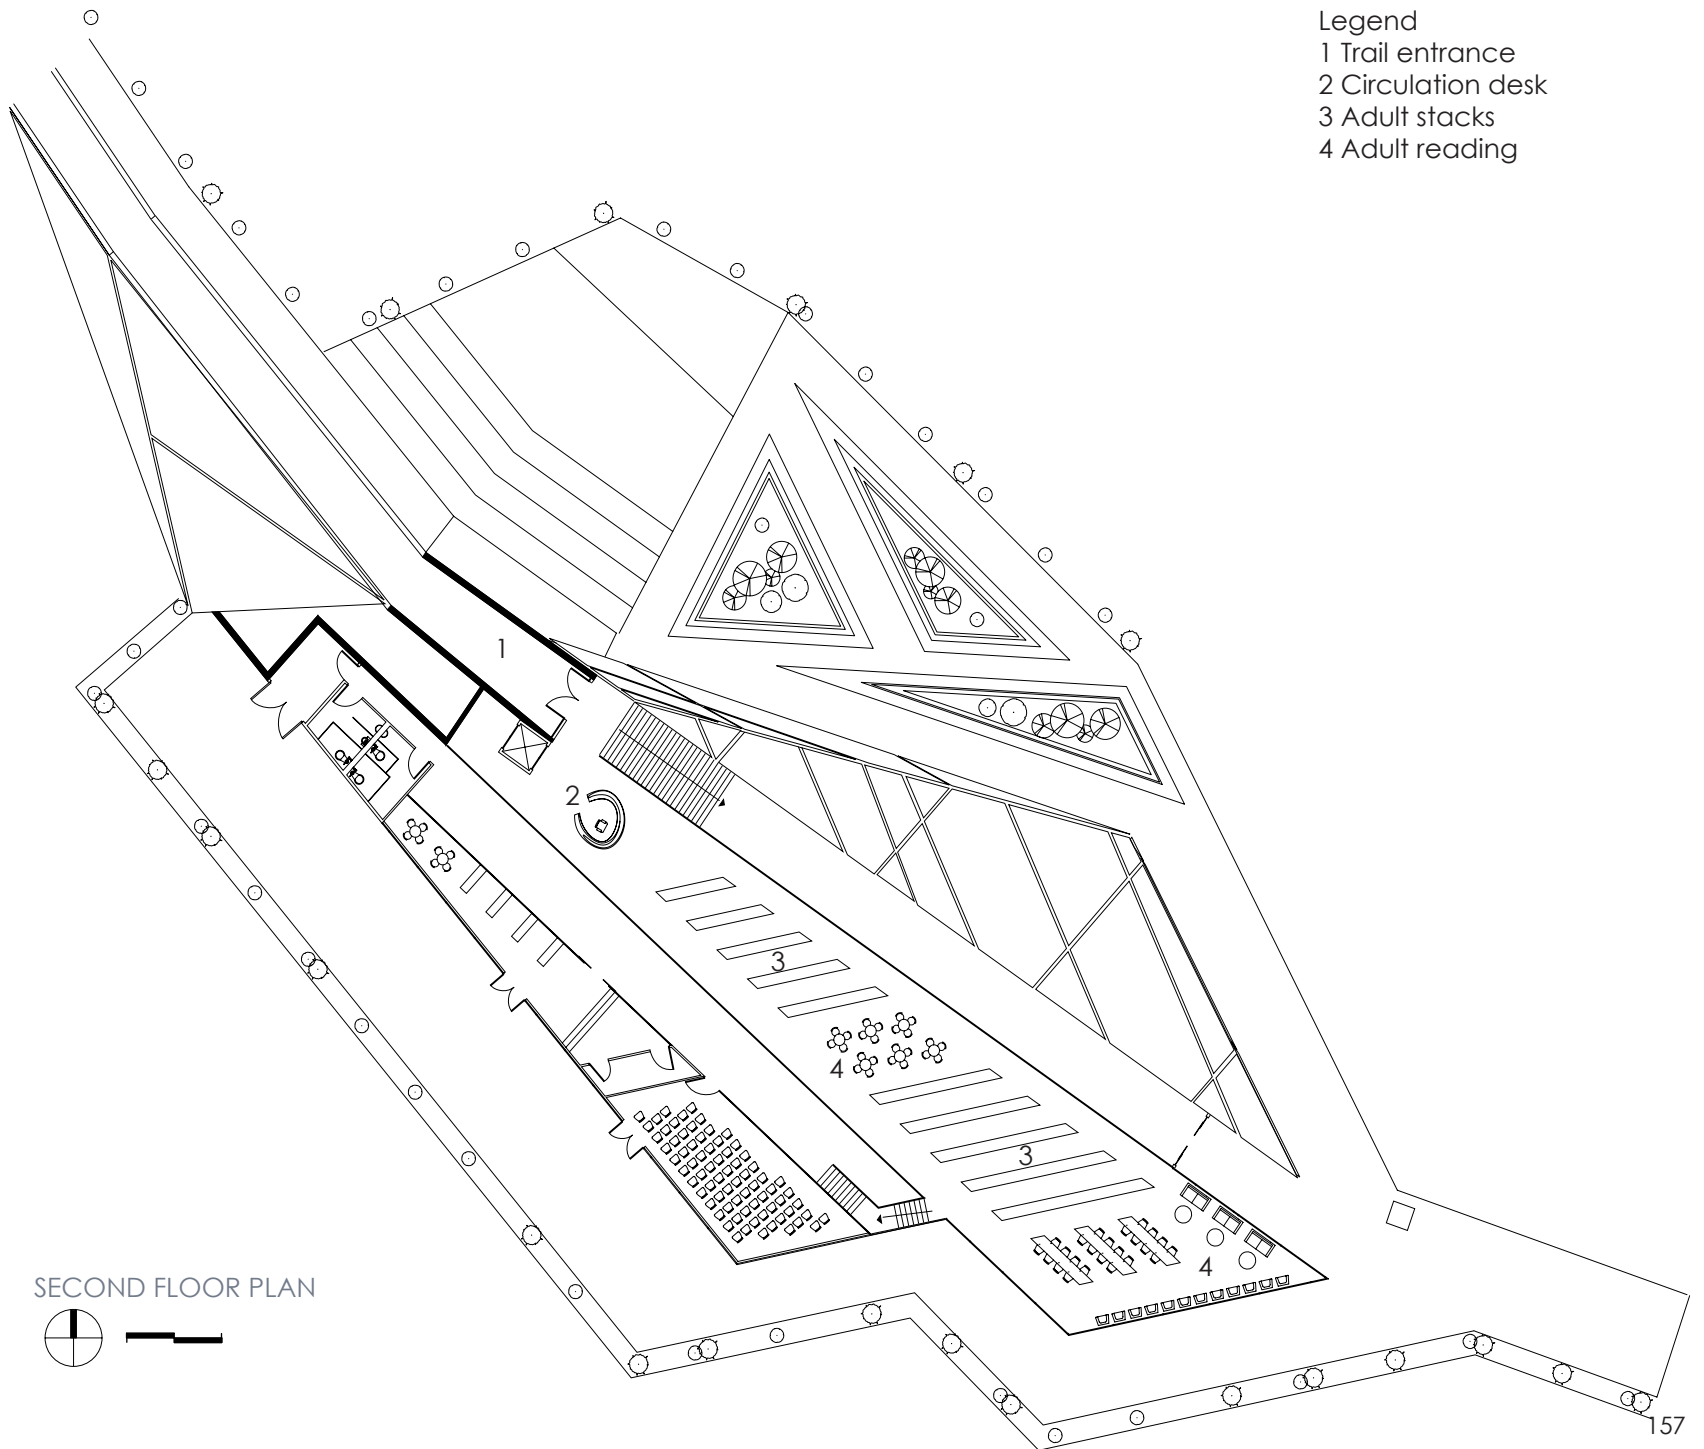 Legend
1 Trail entrance
2 Circulation desk
3 Adult stacks
4 Adult reading
1
2
3
4
3
4
SECOND FLOOR PLAN
157